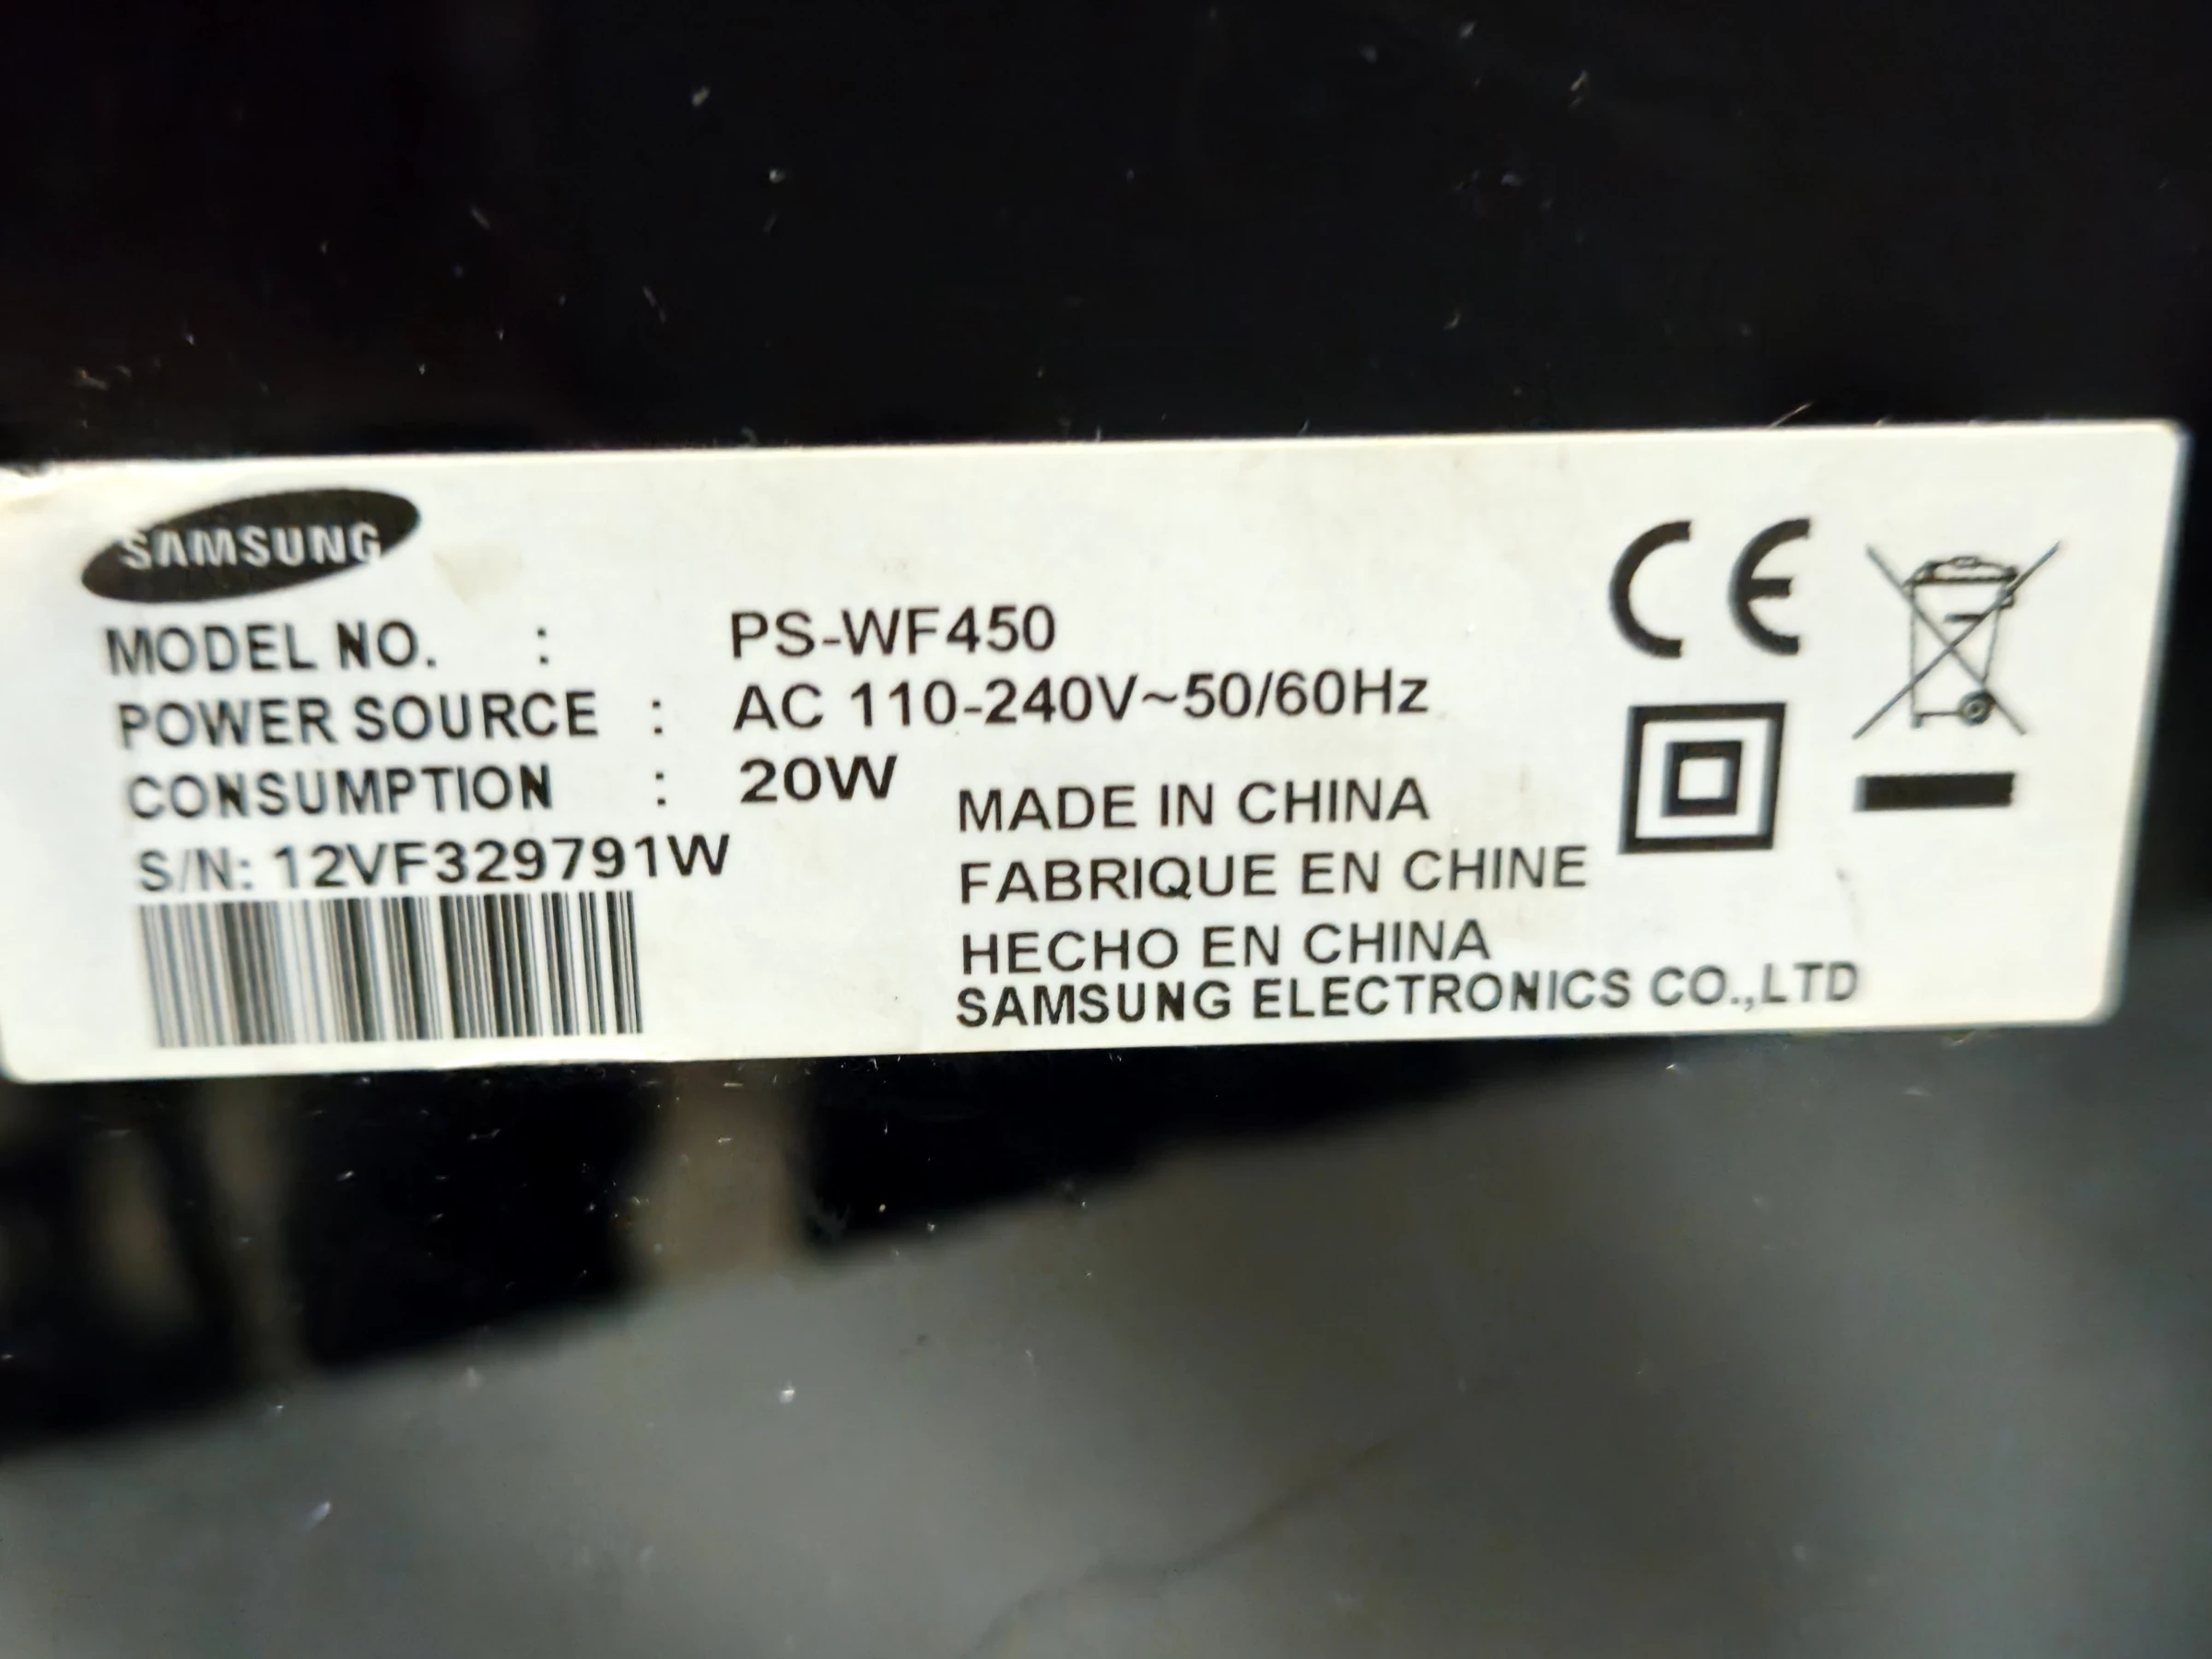 SAMSUNG
MODEL NO. : PS-WF450
POWER SOURCE : AC 110-240V~50/60Hz
CONSUMPTION : 20W
S/N: 12VF329791W
MADE IN CHINA
FABRIQUE EN CHINE
HECHO EN CHINA
SAMSUNG ELECTRONICS CO.,LTD
CE